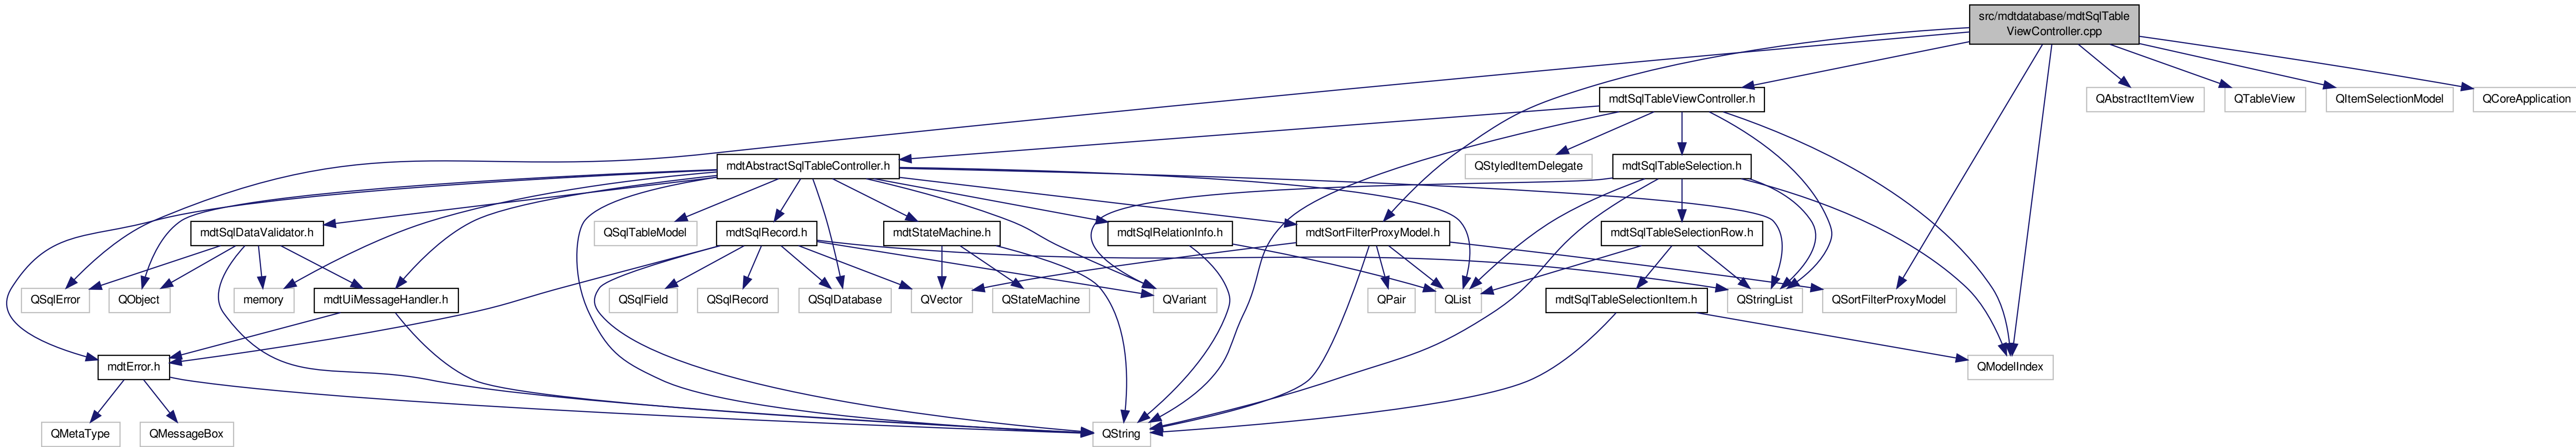 src/mdtdatabase/mdtSqlTable
ViewController.cpp
mdtSqlTableViewController.h
QAbstractItemView
QTableView
QItemSelectionModel
QCoreApplication
mdtAbstractSqlTableController.h
QStyledItemDelegate
mdtSqlTableSelection.h
mdtSqlDataValidator.h
QSqlTableModel
mdtSqlRecord.h
mdtStateMachine.h
mdtSqlRelationInfo.h
mdtSortFilterProxyModel.h
mdtSqlTableSelectionRow.h
QSqlError
QObject
memory
mdtUiMessageHandler.h
QSqlField
QSqlRecord
QSqlDatabase
QVector
QStateMachine
QVariant
QPair
QList
mdtSqlTableSelectionItem.h
QStringList
QSortFilterProxyModel
mdtError.h
QModelIndex
QMetaType
QMessageBox
QString